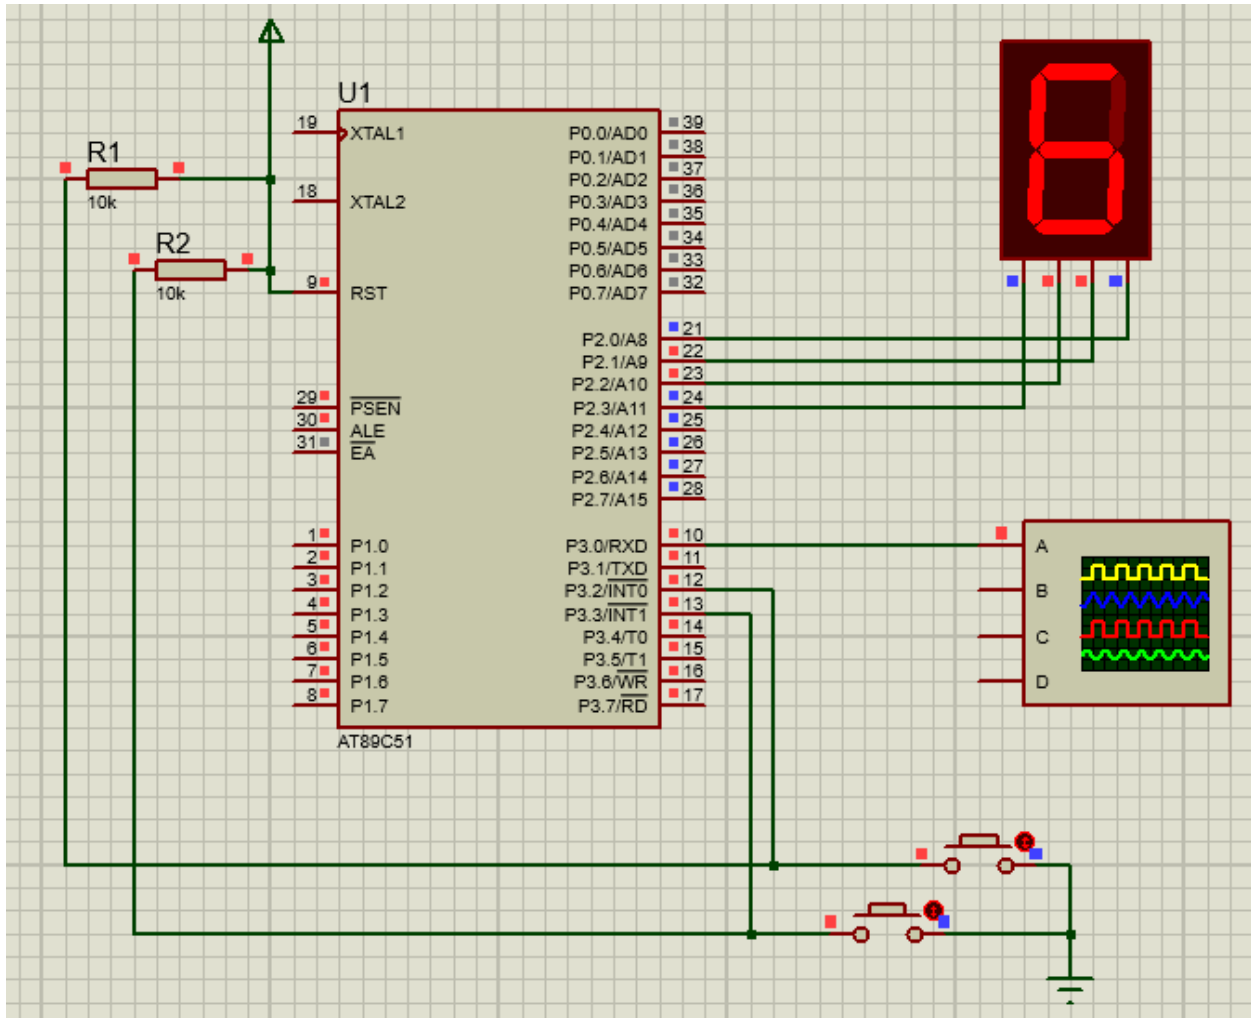 U1
19 XTAL1
18 XTAL2
9 RST
29 PSEN
30 ALE
31 EA
1 P1.0
2 P1.1
3 P1.2
4 P1.3
5 P1.4
6 P1.5
7 P1.6
8 P1.7
P0.0/AD0 39
P0.1/AD1 38
P0.2/AD2 37
P0.3/AD3 36
P0.4/AD4 35
P0.5/AD5 34
P0.6/AD6 33
P0.7/AD7 32
P2.0/A8 21
P2.1/A9 22
P2.2/A10 23
P2.3/A11 24
P2.4/A12 25
P2.5/A13 26
P2.6/A14 27
P2.7/A15 28
P3.0/RXD 10
P3.1/TXD 11
P3.2/INT0 12
P3.3/INT1 13
P3.4/T0 14
P3.5/T1 15
P3.6/WR 16
P3.7/RD 17
AT89C51
R1
10k
R2
10k
6
A
B
C
D